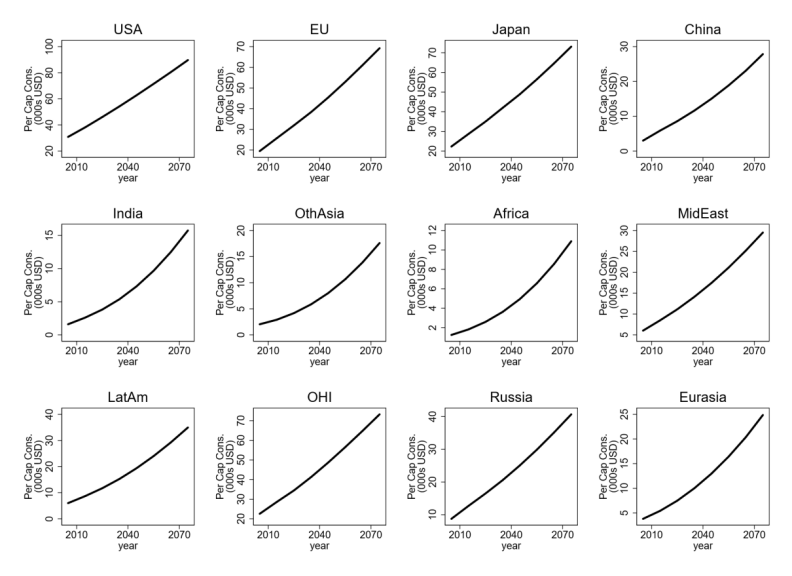 USA
EU
Japan
China
Per Cap Cons.
(000s USD)
20 40 60 80 100
2010 2040 2070
year
Per Cap Cons.
(000s USD)
20 30 40 50 60 70
2010 2040 2070
year
Per Cap Cons.
(000s USD)
20 30 40 50 60 70
2010 2040 2070
year
Per Cap Cons.
(000s USD)
0 10 20 30
2010 2040 2070
year
India
OthAsia
Africa
MidEast
Per Cap Cons.
(000s USD)
0 5 10 15
2010 2040 2070
year
Per Cap Cons.
(000s USD)
0 5 10 15 20
2010 2040 2070
year
Per Cap Cons.
(000s USD)
2 4 6 8 10 12
2010 2040 2070
year
Per Cap Cons.
(000s USD)
5 10 15 20 25 30
2010 2040 2070
year
LatAm
OHI
Russia
Eurasia
Per Cap Cons.
(000s USD)
0 10 20 30 40
2010 2040 2070
year
Per Cap Cons.
(000s USD)
20 30 40 50 60 70
2010 2040 2070
year
Per Cap Cons.
(000s USD)
10 20 30 40
2010 2040 2070
year
Per Cap Cons.
(000s USD)
5 10 15 20 25
2010 2040 2070
year